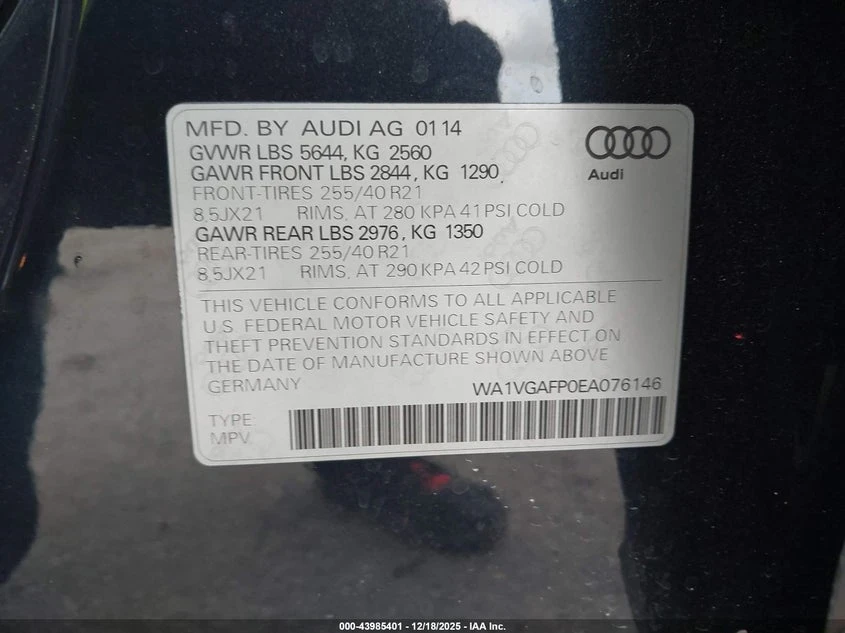 MFD. BY AUDI AG 01 14
GVWR LBS 5644, KG 2560
GAWR FRONT LBS 2844, KG 1290
FRONT-TIRES 255/40 R21
8,5JX21 RIMS, AT 280 KPA 41 PSI COLD
GAWR REAR LBS 2976, KG 1350
REAR-TIRES 255/40 R21
8,5JX21 RIMS, AT 290 KPA 42 PSI COLD
Audi
THIS VEHICLE CONFORMS TO ALL APPLICABLE
U.S. FEDERAL MOTOR VEHICLE SAFETY AND
THEFT PREVENTION STANDARDS IN EFFECT ON
THE DATE OF MANUFACTURE SHOWN ABOVE
GERMANY WA1VGAFP0EA076146
TYPE:
MPV
000-43985401 - 12/18/2025 - IAA Inc.